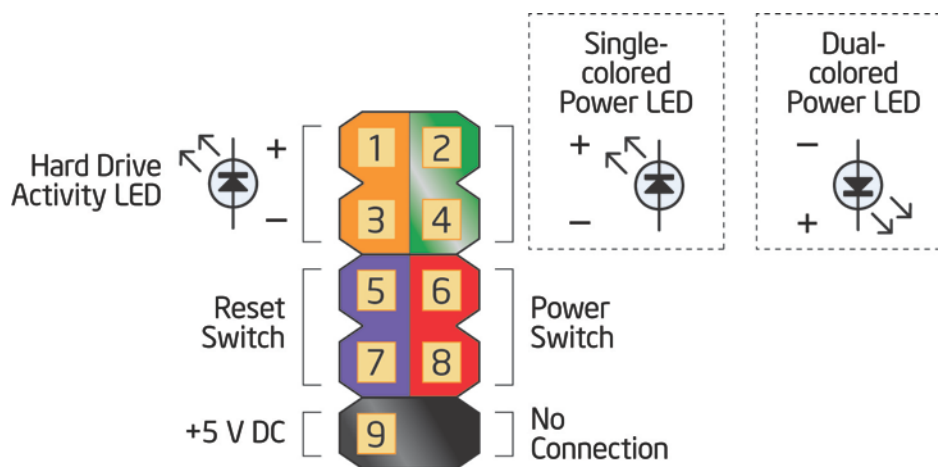 Single-
colored
Power LED
Dual-
colored
Power LED
Hard Drive
Activity LED
+
−
1
2
3
4
+
−
−
+
Reset
Switch
5
6
7
8
Power
Switch
+5 V DC
9
No
Connection